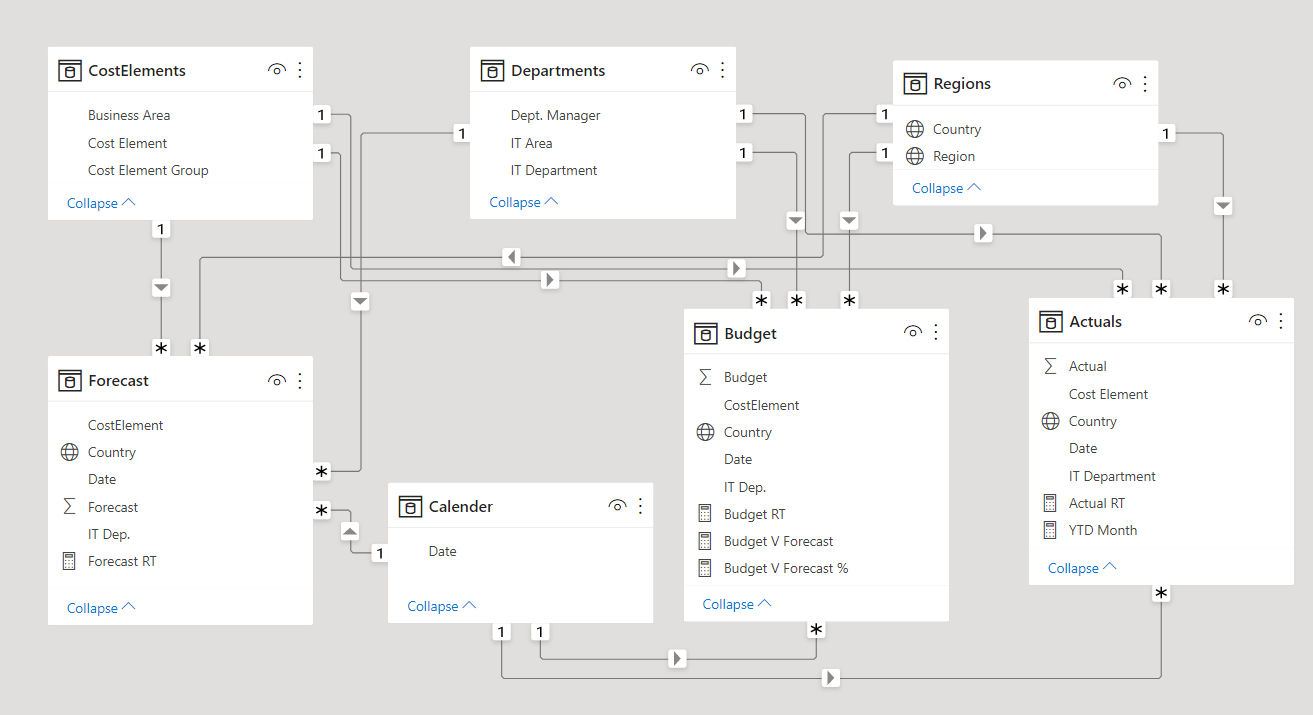 CostElements
Business Area
Cost Element
Cost Element Group
Collapse
1
1
1
Departments
Dept. Manager
IT Area
IT Department
Collapse
1
1
1
Regions
Country
Region
Collapse
1
1
1
Forecast
CostElement
Country
Date
Forecast
IT Dep.
Forecast RT
Collapse
*
*
*
*
Calender
Date
Collapse
1
1
1
Budget
Budget
CostElement
Country
Date
IT Dep.
Budget RT
Budget V Forecast
Budget V Forecast %
Collapse
*
*
*
*
Actuals
Actual
Cost Element
Country
Date
IT Department
Actual RT
YTD Month
Collapse
*
*
*
*